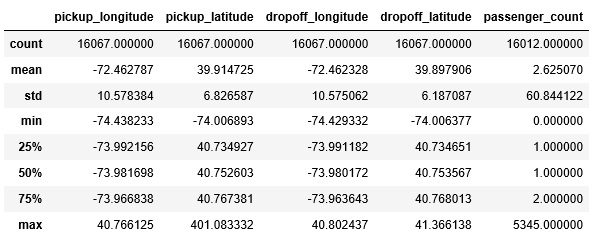 pickup_longitude pickup_latitude dropoff_longitude dropoff_latitude passenger_count
count 16067.000000 16067.000000 16067.000000 16067.000000 16012.000000
mean -72.462787 39.914725 -72.462328 39.897906 2.625070
std 10.578384 6.826587 10.575062 6.187087 60.844122
min -74.438233 -74.006893 -74.429332 -74.006377 0.000000
25% -73.992156 40.734927 -73.991182 40.734651 1.000000
50% -73.981698 40.752603 -73.980172 40.753567 1.000000
75% -73.966838 40.767381 -73.963643 40.768013 2.000000
max 40.766125 401.083332 40.802437 41.366138 5345.000000